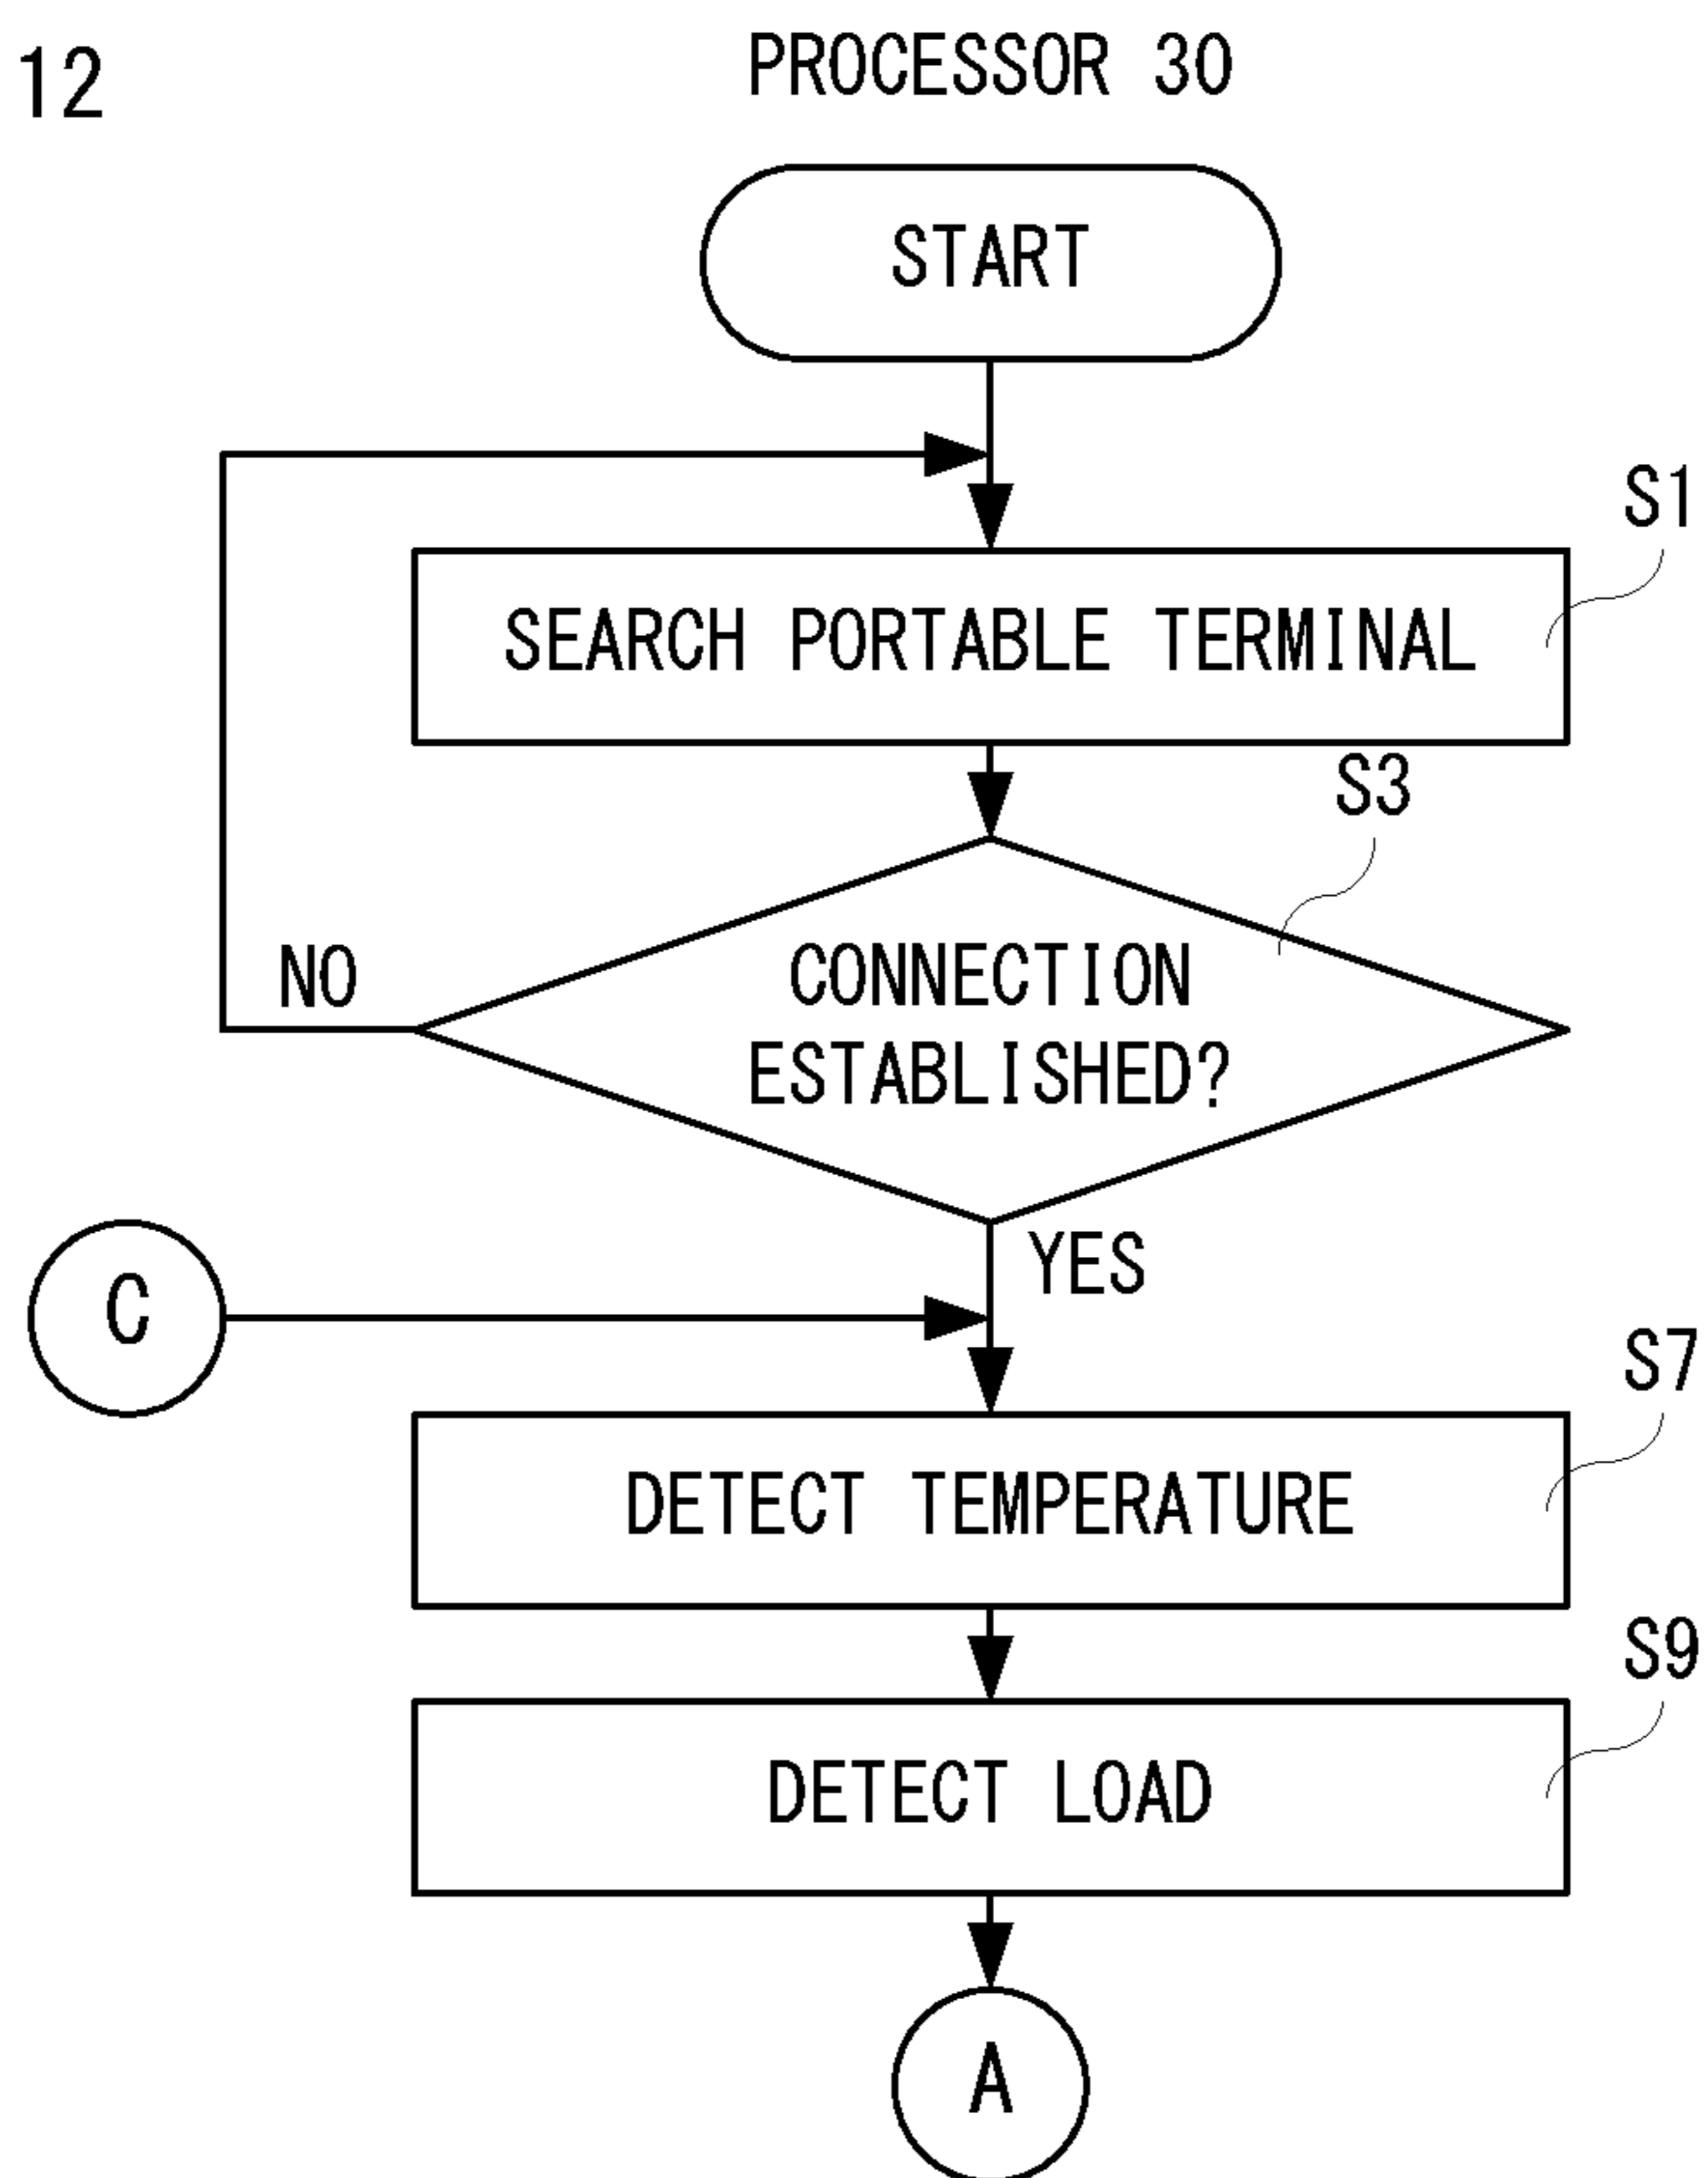 12
PROCESSOR 30
START
S1
SEARCH PORTABLE TERMINAL
S3
NO
CONNECTION
ESTABLISHED?
YES
C
S7
DETECT TEMPERATURE
S9
DETECT LOAD
A